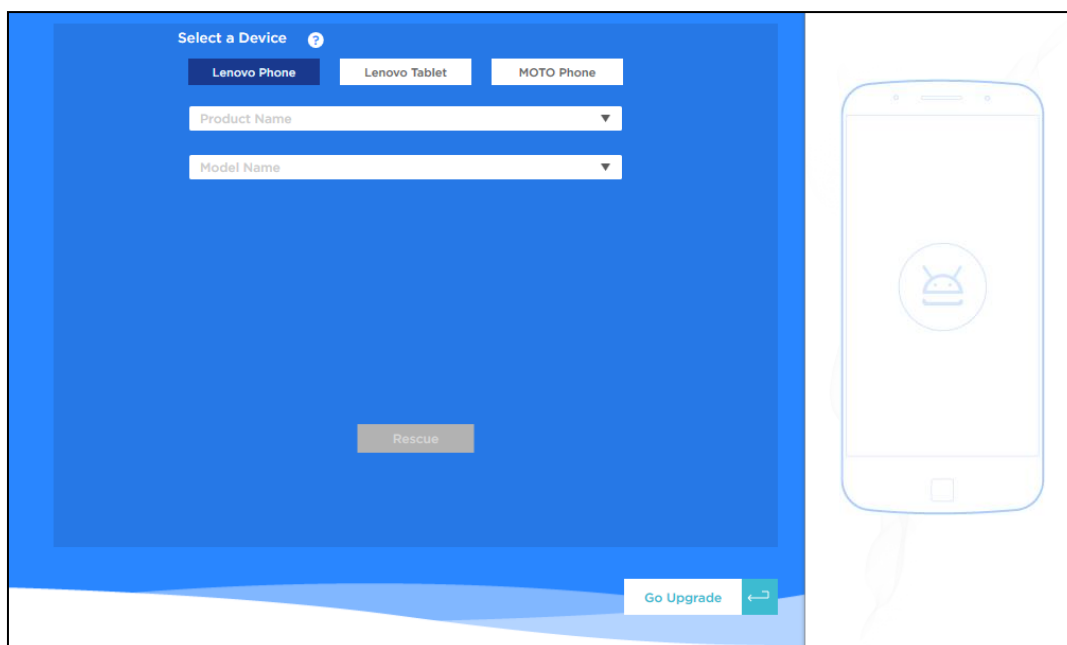 Select a Device ?
Lenovo Phone Lenovo Tablet MOTO Phone
Product Name
Model Name
Rescue
Go Upgrade